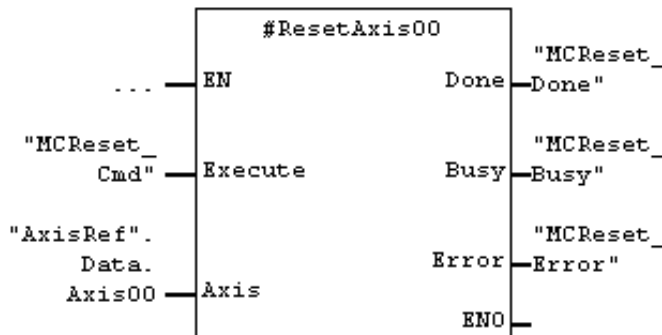 #ResetAxis00
"MCReset_
... EN Done Done"
"MCReset_ "MCReset_
Cmd" Execute Busy Busy"
"AxisRef". "MCReset_
Data. Error Error"
Axis00 Axis
ENO